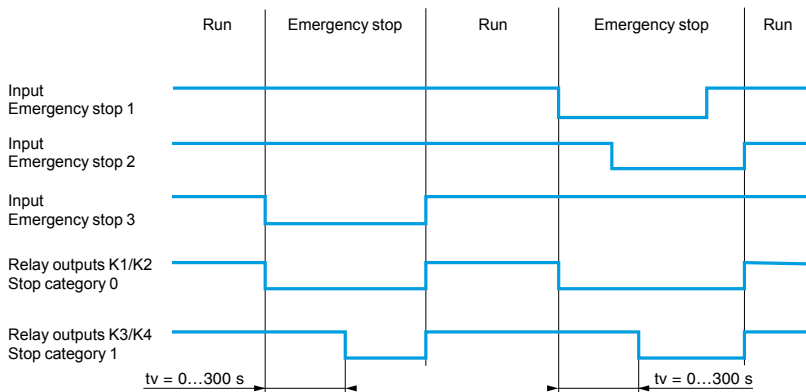 Run Emergency stop Run Emergency stop Run
Input
Emergency stop 1
Input
Emergency stop 2
Input
Emergency stop 3
Relay outputs K1/K2
Stop category 0
Relay outputs K3/K4
Stop category 1
tv = 0...300 s tv = 0...300 s